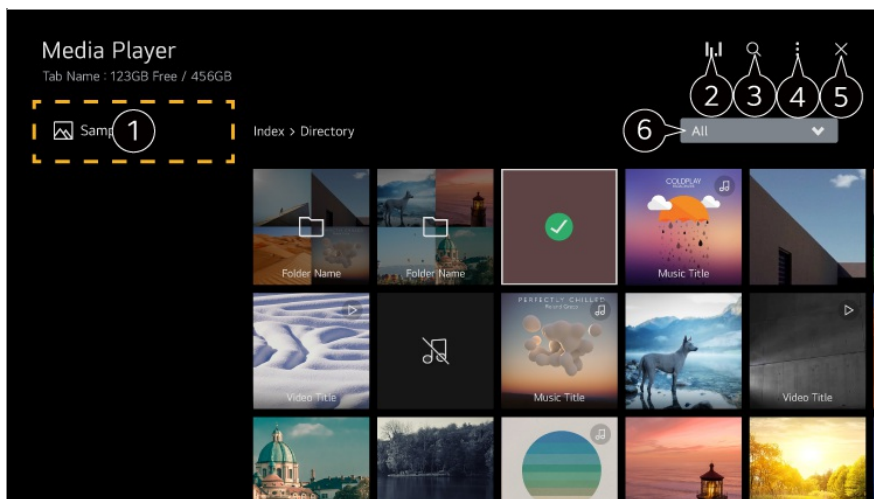 Media Player
Tab Name : 123GB Free / 456GB
2
3
4
5
Samp
1
Index > Directory
6
All
COLDPLAY
Folder Name
Folder Name
Music Title
PERFECTLY CHILLED
Video Title
Music Title
Video Title